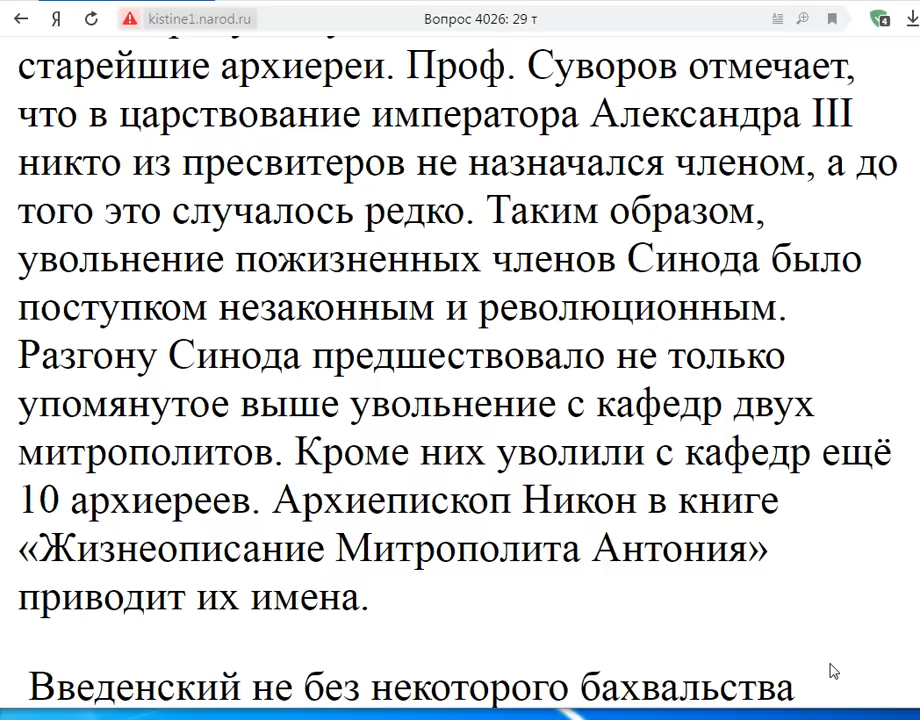 Я kistine1.narod.ru Вопрос 4026: 29 т 4
старейшие архиереи. Проф. Суворов отмечает,
что в царствование императора Александра III
никто из пресвитеров не назначался членом, а до
того это случалось редко. Таким образом,
увольнение пожизненных членов Синода было
поступком незаконным и революционным.
Разгону Синода предшествовало не только
упомянутое выше увольнение с кафедр двух
митрополитов. Кроме них уволили с кафедр ещё
10 архиереев. Архиепископ Никон в книге
«Жизнеописание Митрополита Антония»
приводит их имена.
Введенский не без некоторого бахвальства